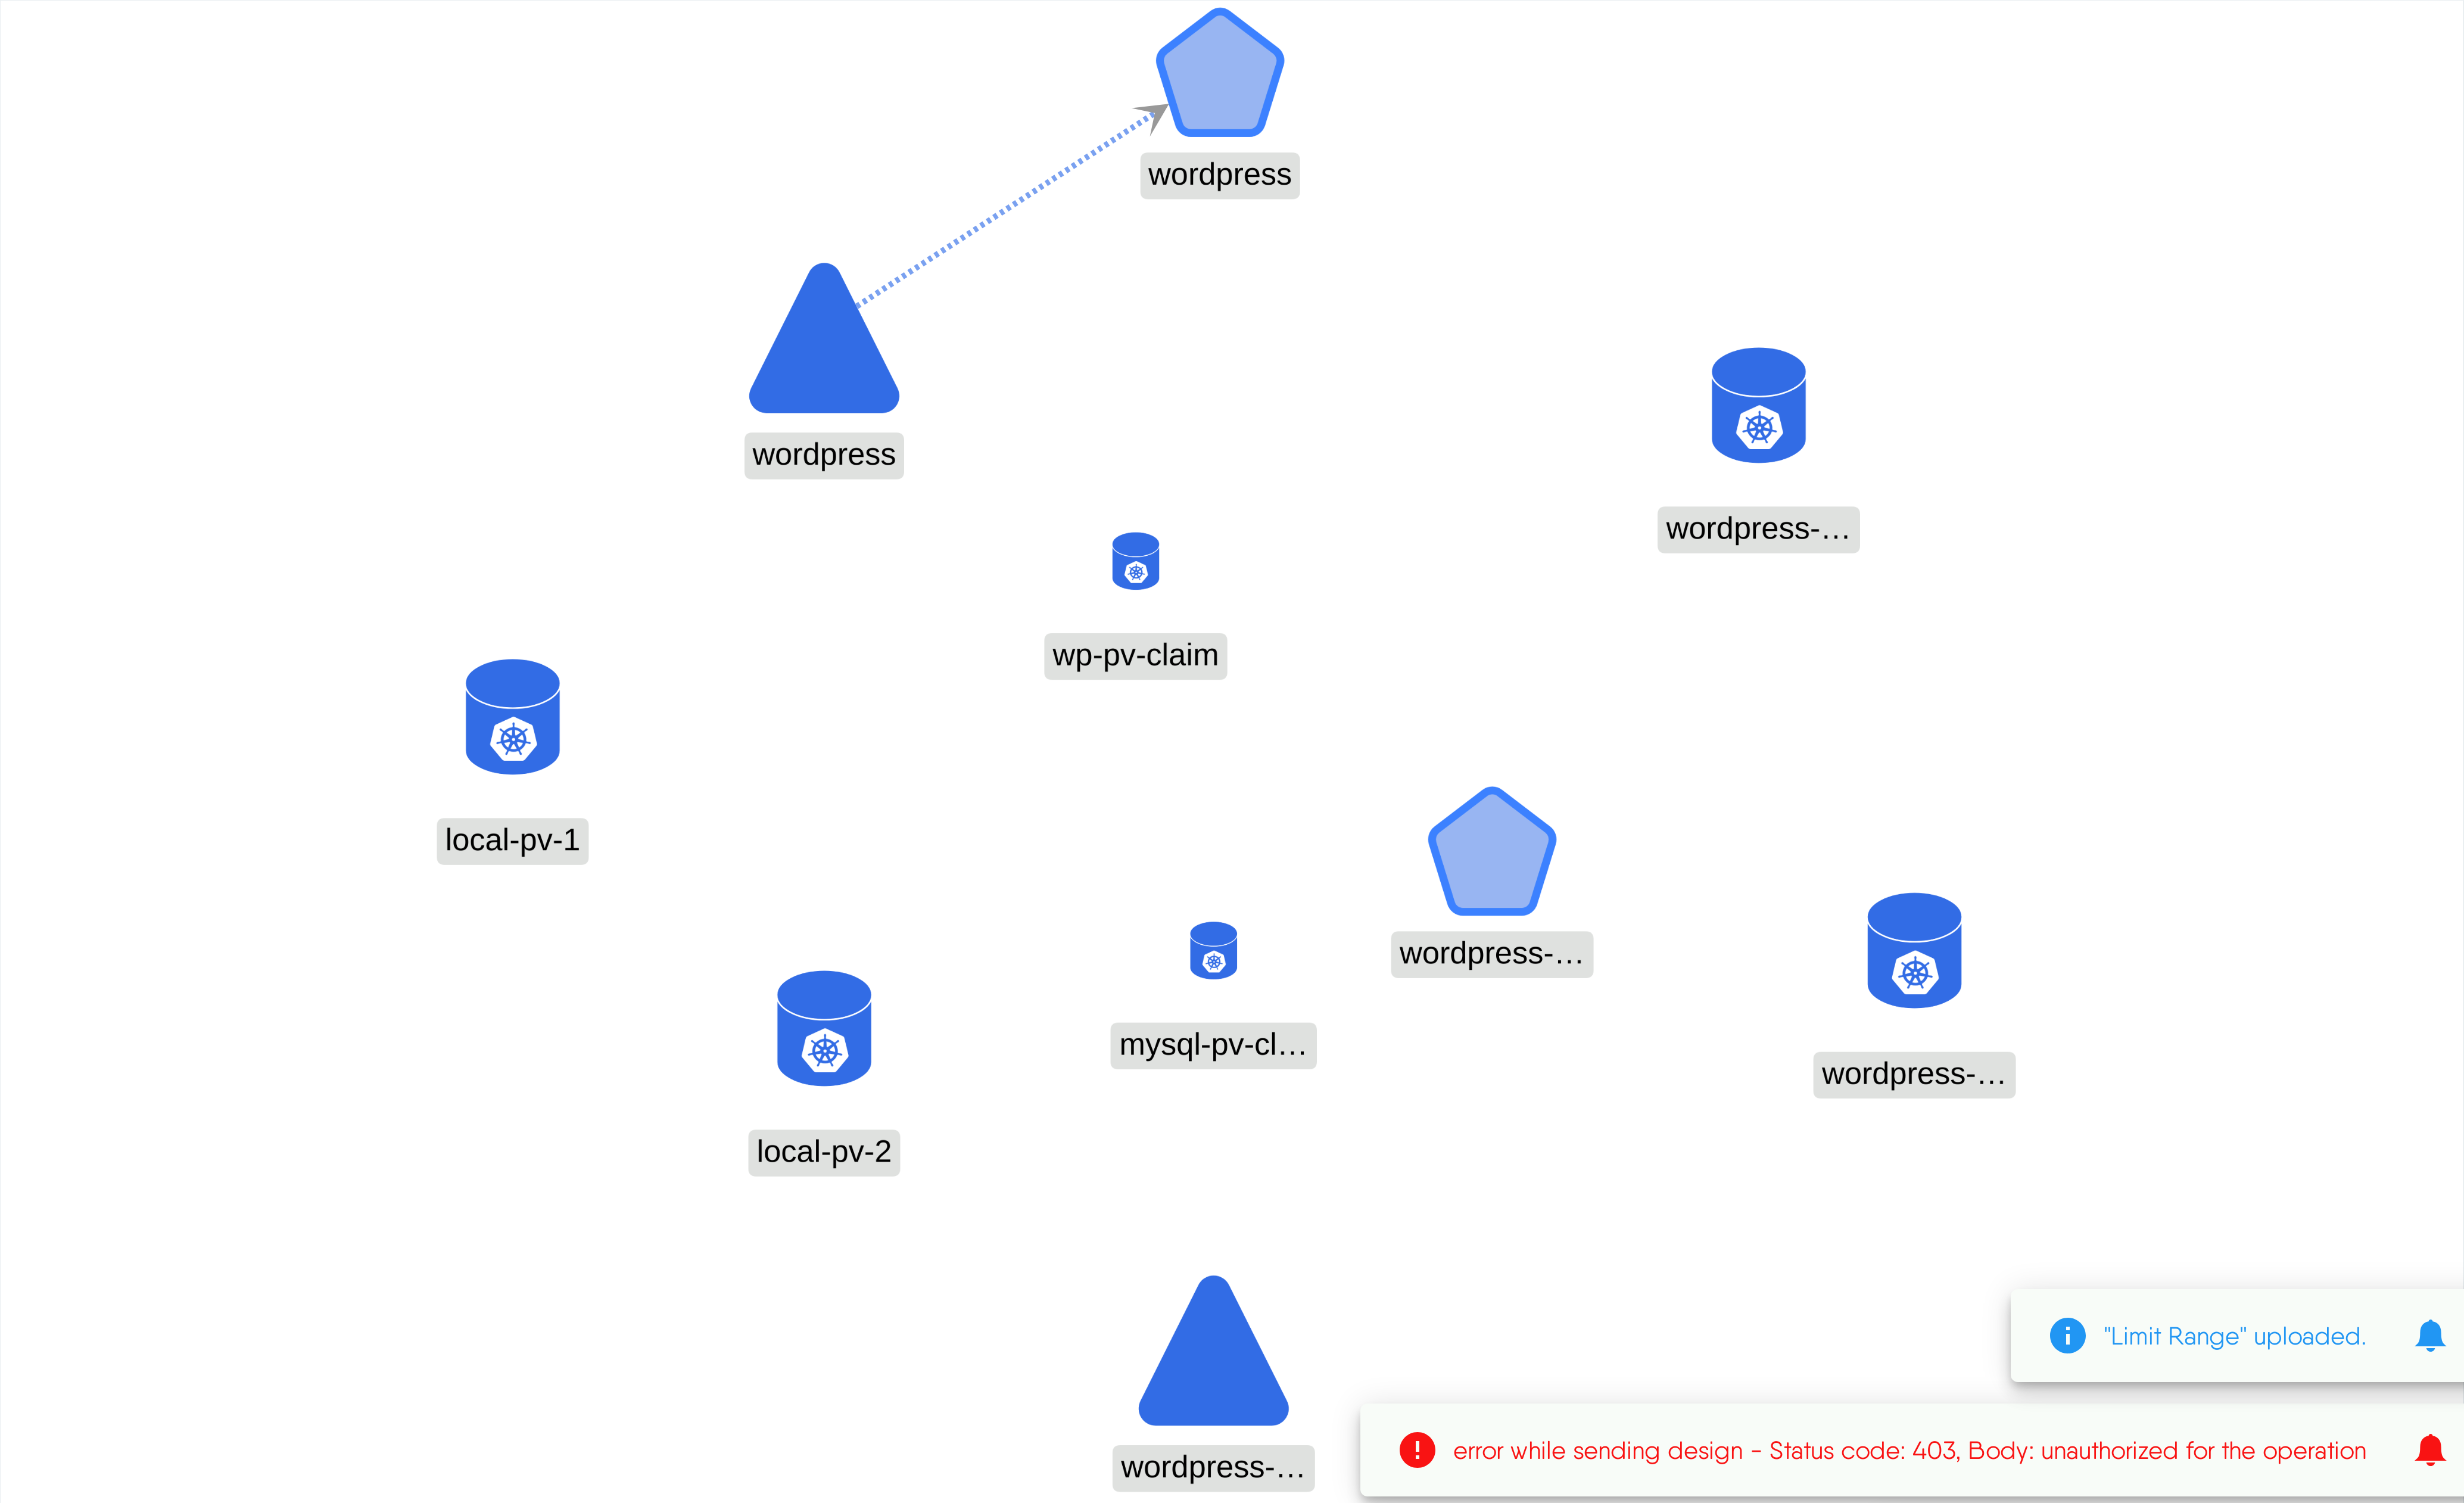 wordpress
wordpress
wordpress-...
wp-pv-claim
local-pv-1
wordpress-...
mysql-pv-cl...
wordpress-...
local-pv-2
"Limit Range" uploaded.
error while sending design - Status code: 403, Body: unauthorized for the operation
wordpress-...